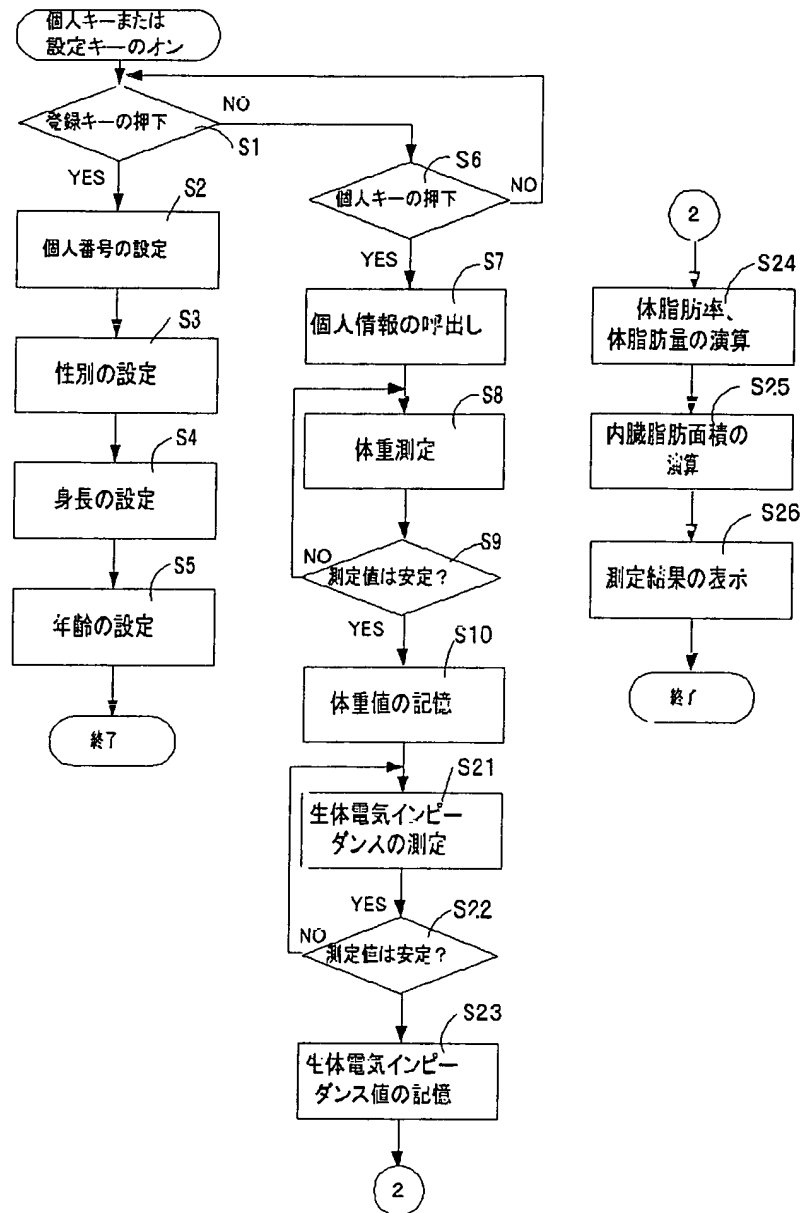 個人キーまたは
設定キーのオン
登録キーの押下
NO
S1
YES
S2
個人番号の設定
S3
性別の設定
S4
身長の設定
S5
年齢の設定
終了
S6
個人キーの押下
NO
YES
S7
個人情報の呼出し
S8
体重測定
S9
NO
測定値は安定？
YES
S10
体重値の記憶
S21
生体電気インピー
ダンスの測定
YES
S22
NO
測定値は安定？
S23
生体電気インピー
ダンス値の記憶
2
2
S24
体脂肪率、
体脂肪量の演算
S25
内臓脂肪面積の
演算
S26
測定結果の表示
終了